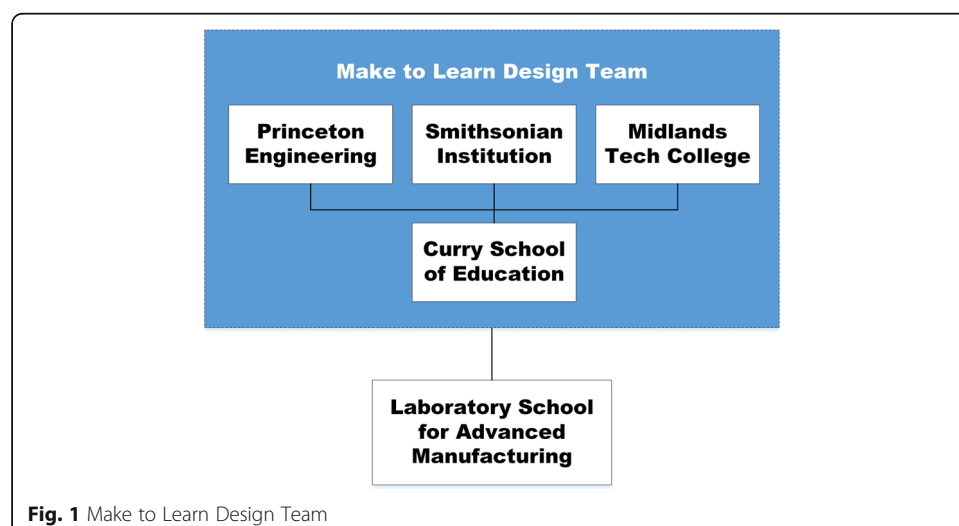 Make to Learn Design Team
Princeton
Engineering
Smithsonian
Institution
Midlands
Tech College
Curry School
of Education
Laboratory School
for Advanced
Manufacturing
Fig. 1 Make to Learn Design Team